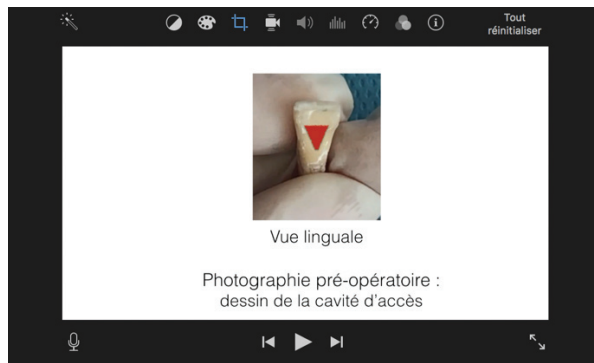 Tout
réinitialiser
Vue linguale
Photographie pré-opératoire :
dessin de la cavité d'accès